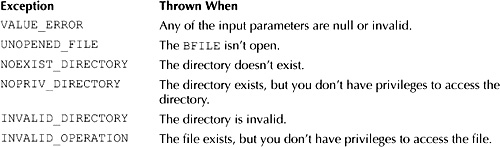 Exception Thrown When
VALUE_ERROR Any of the input parameters are null or invalid.
UNOPENED_FILE The BFILE isn't open.
NOEXIST_DIRECTORY The directory doesn't exist.
NOPRIV_DIRECTORY The directory exists, but you don't have privileges to access the
directory.
INVALID_DIRECTORY The directory is invalid.
INVALID_OPERATION The file exists, but you don't have privileges to access the file.